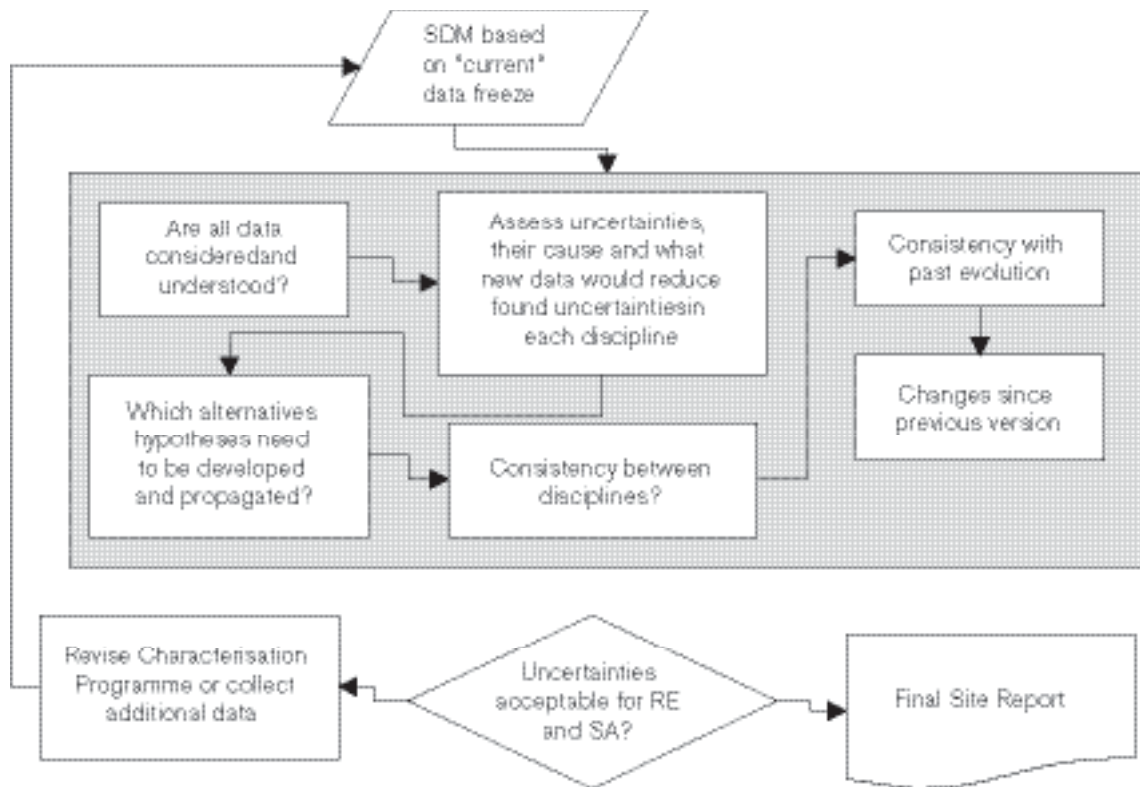 SDM based
on "current"
data freeze
Are all data
consideredand
understood?
Assess uncertainties,
their cause and what
new data would reduce
found uncertaintiesin
each discipline
Consistency with
past evolution
Which alternatives
hypotheses need
to be developed
and propagated?
Consistency between
disciplines?
Changes since
previous version
Revise Characterisation
Programme or collect
additional data
Uncertainties
acceptable for RE
and SA?
Final Site Report